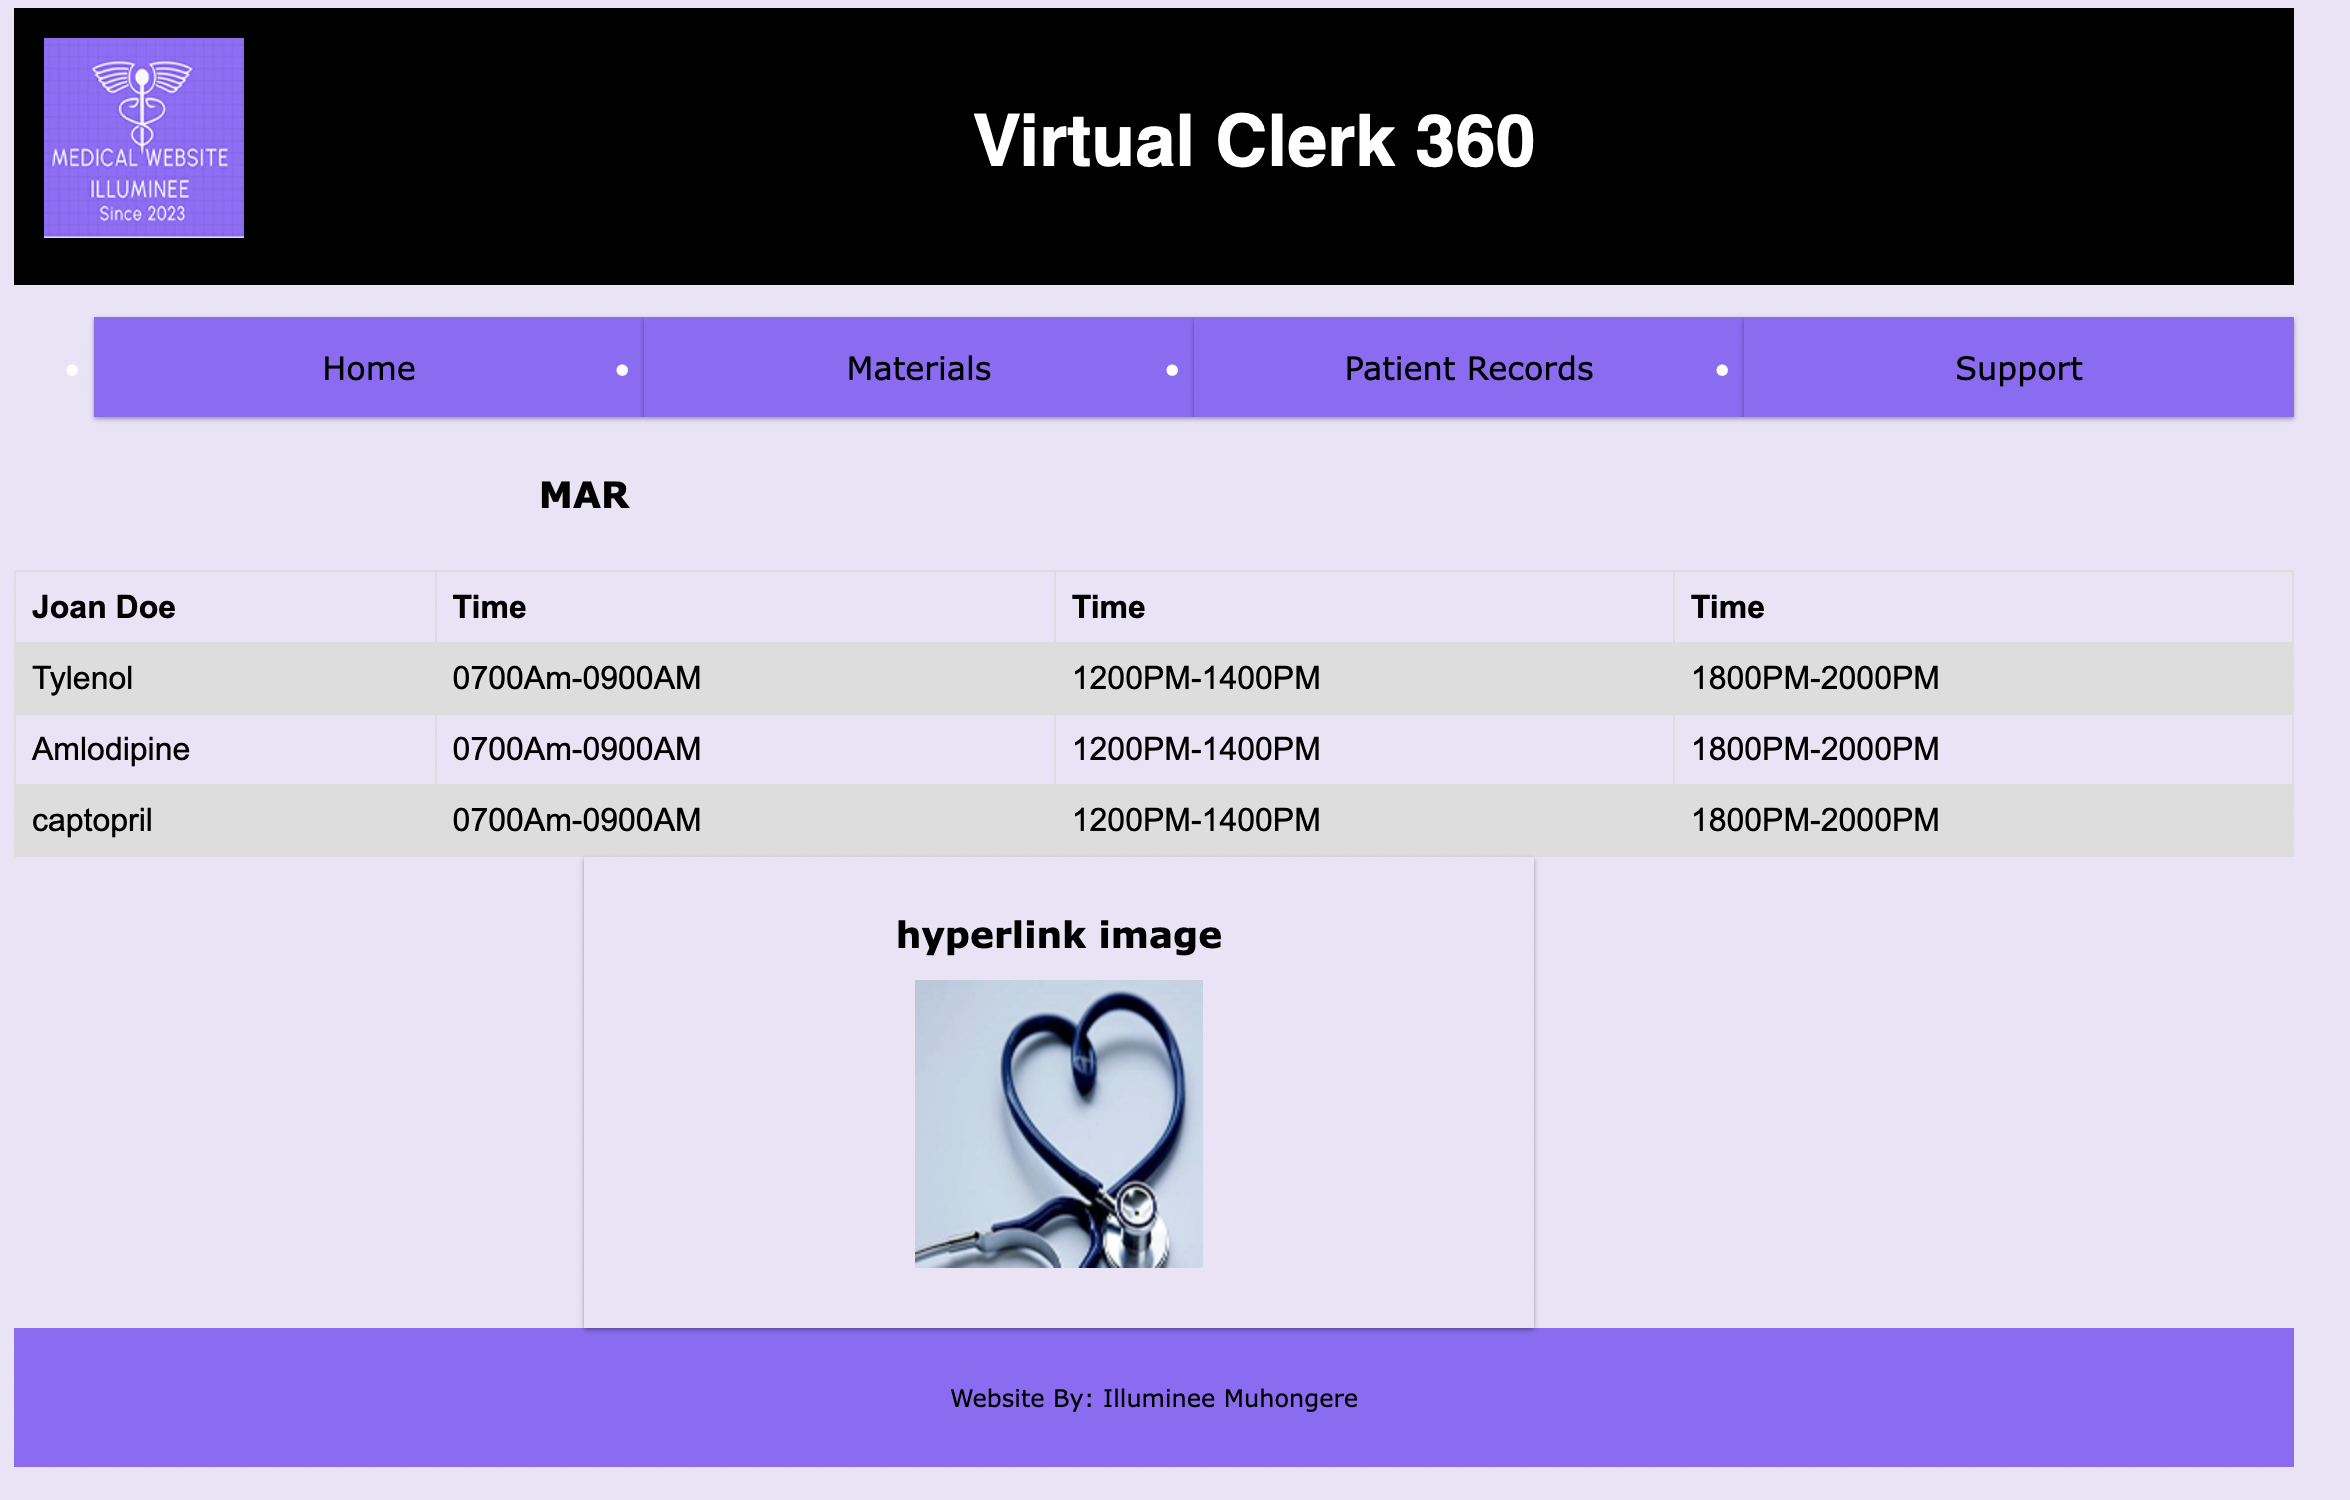 MEDICAL WEBSITE
ILLUMINEE
Since 2023
Virtual Clerk 360
Home Materials Patient Records Support
MAR
Joan Doe Time Time Time
Tylenol 0700Am-0900AM 1200PM-1400PM 1800PM-2000PM
Amlodipine 0700Am-0900AM 1200PM-1400PM 1800PM-2000PM
captopril 0700Am-0900AM 1200PM-1400PM 1800PM-2000PM
hyperlink image
Website By: Illuminee Muhongere